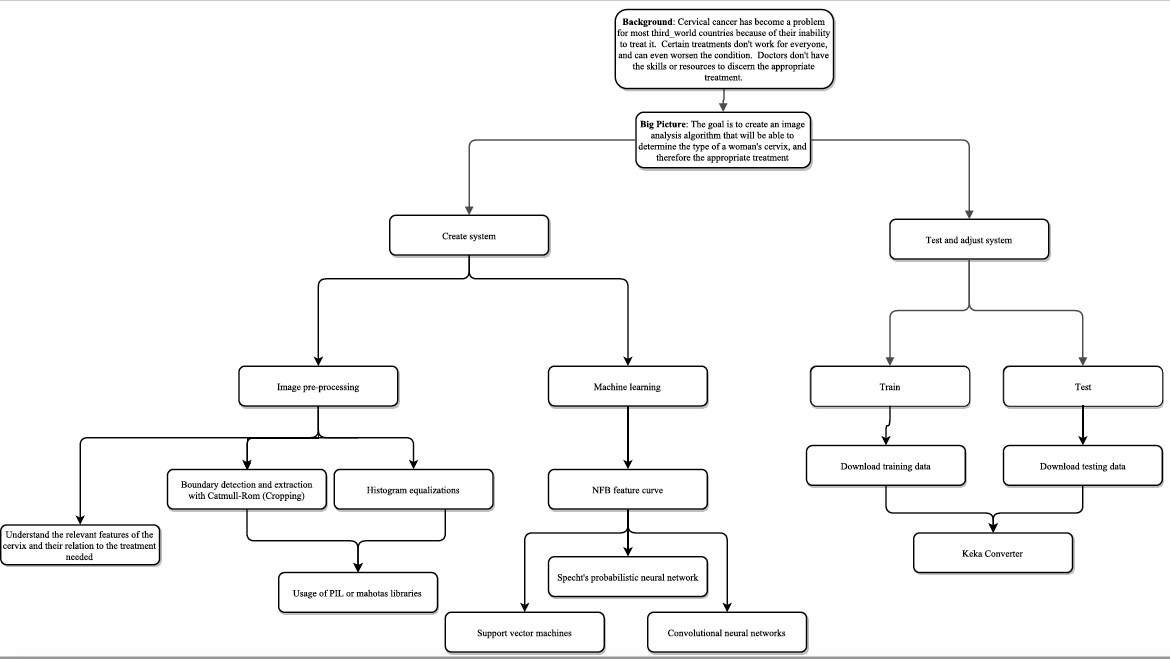 Background: Cervical cancer has become a problem
for most third_world countries because of their inability
to treat it. Certain treatments don't work for everyone,
and can even worsen the condition. Doctors don't have
the skills or resources to discern the appropriate
treatment.
Big Picture: The goal is to create an image
analysis algorithm that will be able to
determine the type of a woman's cervix, and
therefore the appropriate treatment
Create system
Test and adjust system
Image pre-processing
Machine learning
Train
Test
Boundary detection and extraction
with Catmull-Rom (Cropping)
Histogram equalizations
NFB feature curve
Download training data
Download testing data
Understand the relevant features of the
cervix and their relation to the treatment
needed
Usage of PIL or mahotas libraries
Specht's probabilistic neural network
Keka Converter
Support vector machines
Convolutional neural networks